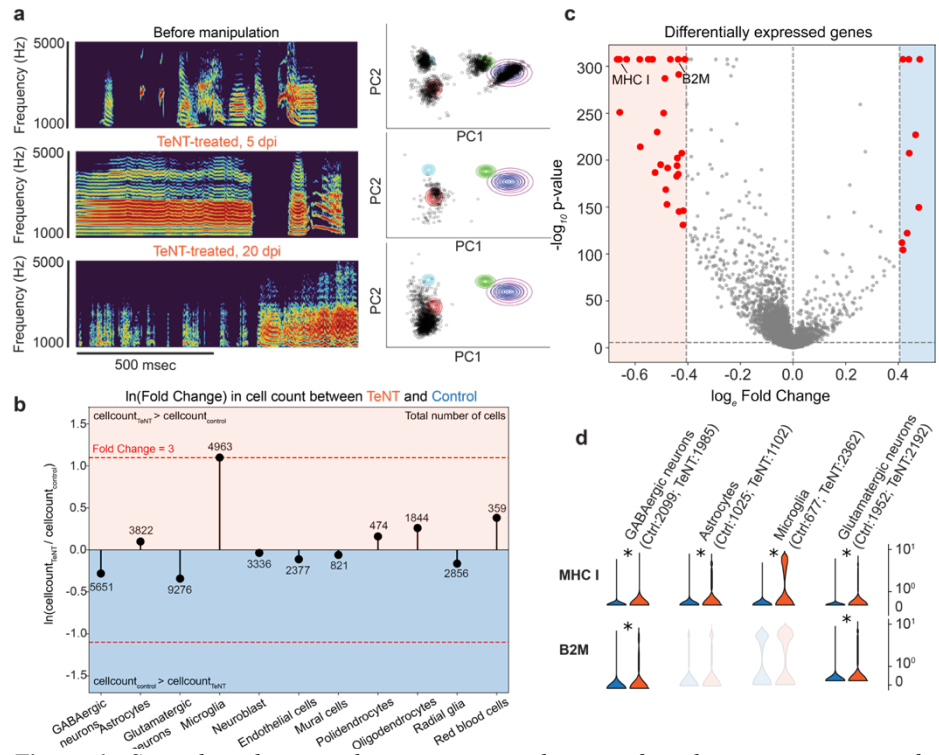 a
Before manipulation
5000
Frequency (Hz)
1000
PC2
PC1
TeNT-treated, 5 dpi
5000
Frequency (Hz)
1000
PC2
PC1
TeNT-treated, 20 dpi
5000
Frequency (Hz)
1000
500 msec
PC2
PC1
b
ln(Fold Change) in cell count between TeNT and Control
cellcountTeNT > cellcountcontrol
Total number of cells
Fold Change = 3
ln(cellcountTeNT / cellcountcontrol)
1.5
1.0
0.5
0.0
-0.5
-1.0
-1.5
5651
3822
9276
4963
3336
2377
821
474
1844
2856
359
cellcountcontrol > cellcountTeNT
GABAergic
neurons
Astrocytes
Glutamatergic
neurons
Microglia
Neuroblast
Endothelial cells
Mural cells
Polidendrocytes
Oligodendrocytes
Radial glia
Red blood cells
c
Differentially expressed genes
-log10 p-value
300
250
200
150
100
50
0
MHC I
B2M
-0.6
-0.4
-0.2
0.0
0.2
0.4
loge Fold Change
d
GABAergic neurons
(Ctrl:2099; TeNT:1985)
Astrocytes
(Ctrl:1025; TeNT:1102)
Microglia
(Ctrl:677; TeNT:2362)
Glutamatergic neurons
(Ctrl:1952; TeNT:2192)
MHC I
* * * *
10¹
10⁰
0
B2M
* *
10¹
10⁰
0